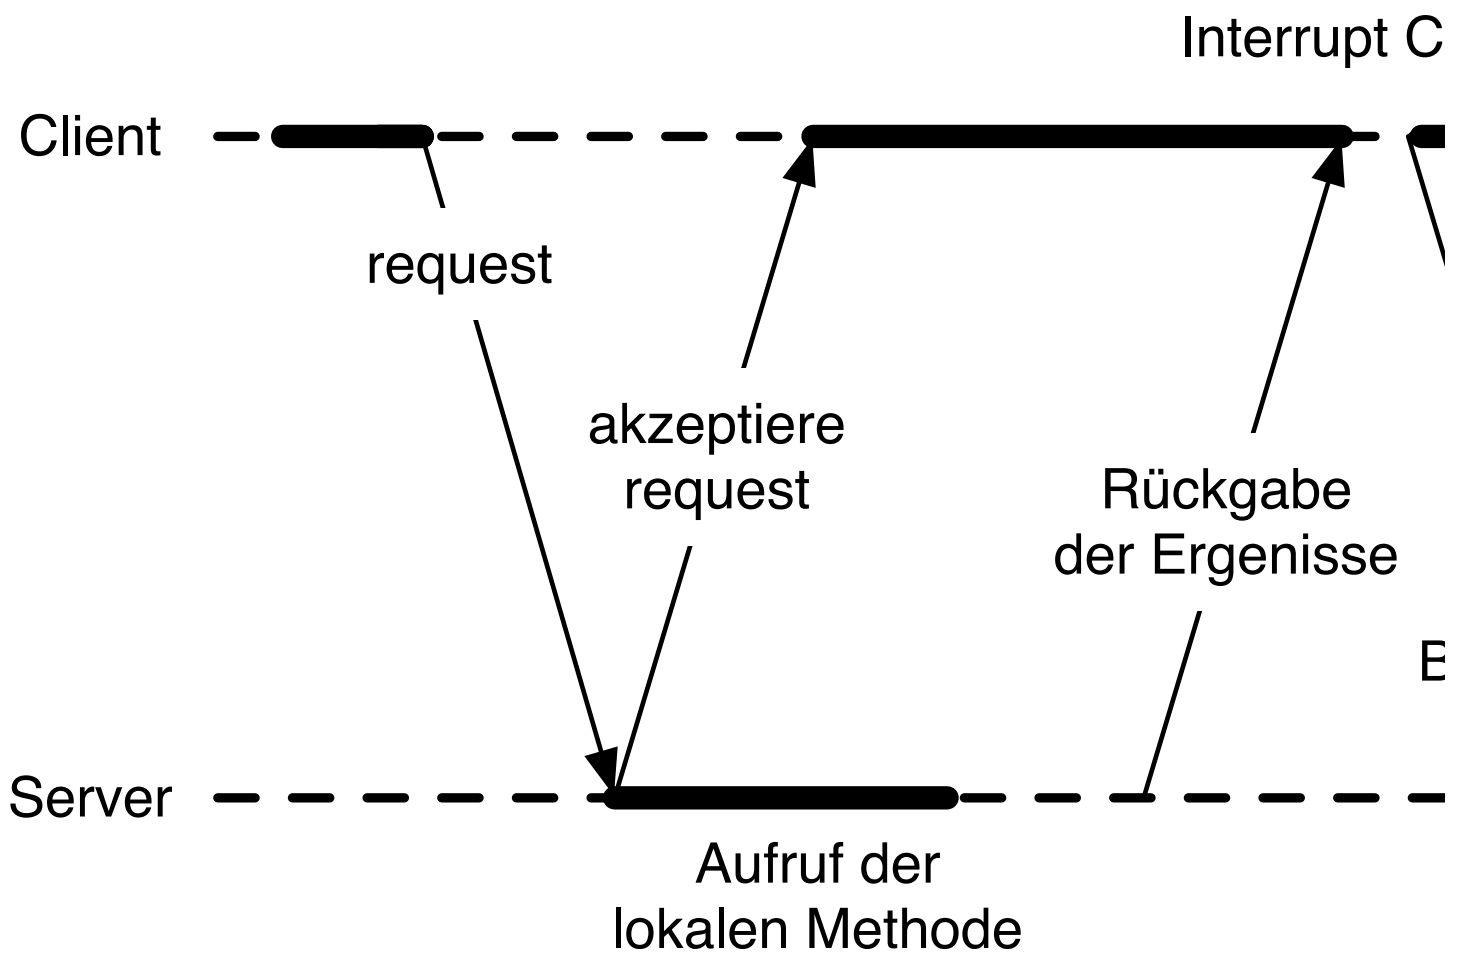 Interrupt C
Client
request
akzeptiere
request
Rückgabe
der Ergenisse
B
Server
Aufruf der
lokalen Methode